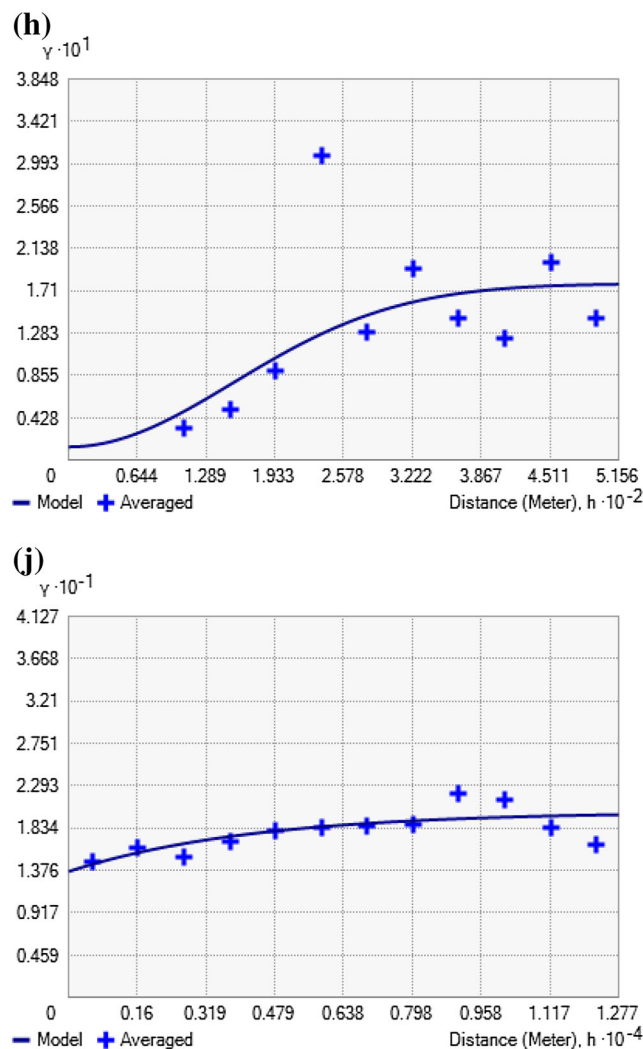 (h)
γ · 10¹
3.848
3.421
2.993
2.566
2.138
1.71
1.283
0.855
0.428
0 0.644 1.289 1.933 2.578 3.222 3.867 4.511 5.156
Model Averaged Distance (Meter), h · 10⁻²
(j)
γ · 10⁻¹
4.127
3.668
3.21
2.751
2.293
1.834
1.376
0.917
0.459
0 0.16 0.319 0.479 0.638 0.798 0.958 1.117 1.277
Model Averaged Distance (Meter), h · 10⁻⁴